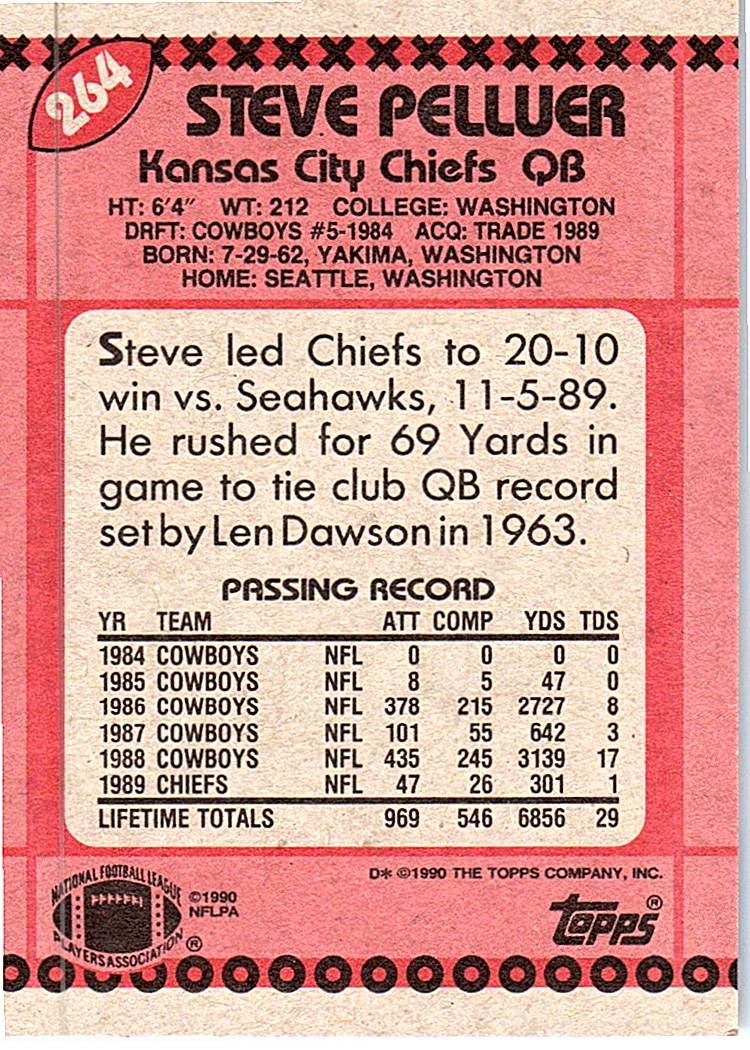 264
STEVE PELLUER
Kansas City Chiefs QB
HT: 6'4" WT: 212 COLLEGE: WASHINGTON
DRFT: COWBOYS #5-1984 ACQ: TRADE 1989
BORN: 7-29-62, YAKIMA, WASHINGTON
HOME: SEATTLE, WASHINGTON
Steve led Chiefs to 20-10
win vs. Seahawks, 11-5-89.
He rushed for 69 Yards in
game to tie club QB record
set by Len Dawson in 1963.
PASSING RECORD
YR TEAM ATT COMP YDS TDS
1984 COWBOYS NFL 0 0 0 0
1985 COWBOYS NFL 8 5 47 0
1986 COWBOYS NFL 378 215 2727 8
1987 COWBOYS NFL 101 55 642 3
1988 COWBOYS NFL 435 245 3139 17
1989 CHIEFS NFL 47 26 301 1
LIFETIME TOTALS 969 546 6856 29
D* ©1990 THE TOPPS COMPANY, INC.
NATIONAL FOOTBALL LEAGUE
PLAYERS ASSOCIATION ®
©1990
NFLPA
Topps ®